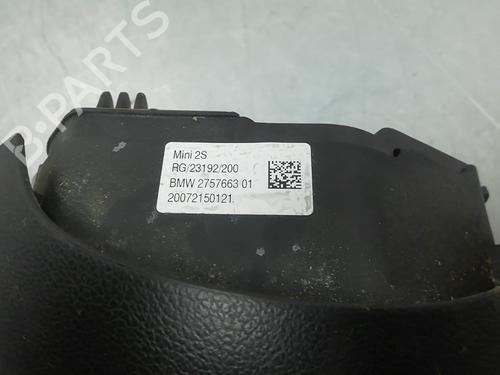 B-PARTS
Mini 2S
RG/23192/200
BMW 2757663 01
20072150121